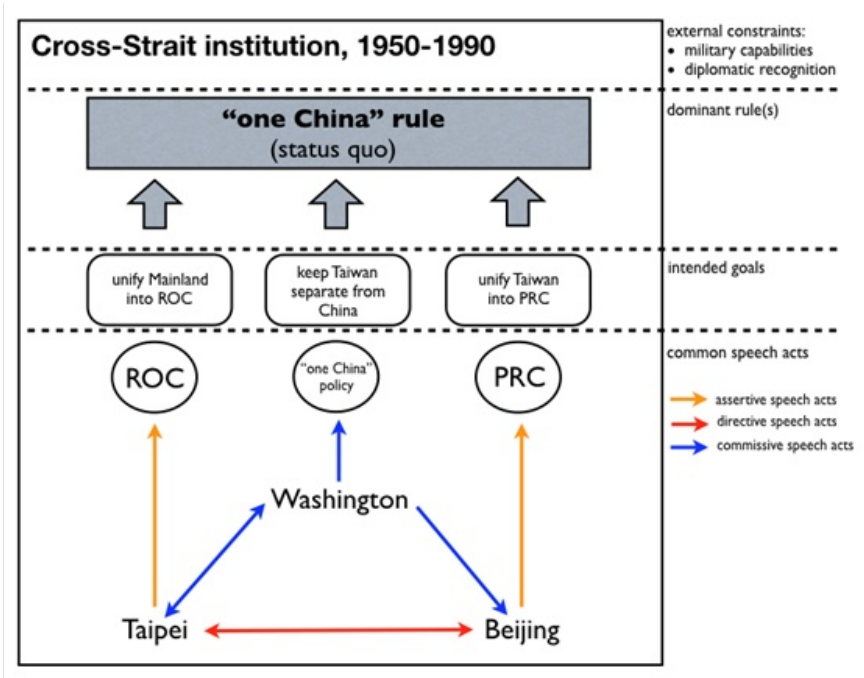 Cross-Strait institution, 1950-1990
external constraints:
• military capabilities
• diplomatic recognition
“one China” rule
(status quo)
dominant rule(s)
unify Mainland
into ROC
keep Taiwan
separate from
China
unify Taiwan
into PRC
intended goals
ROC
"one China"
policy
PRC
common speech acts
assertive speech acts
directive speech acts
commissive speech acts
Washington
Taipei
Beijing